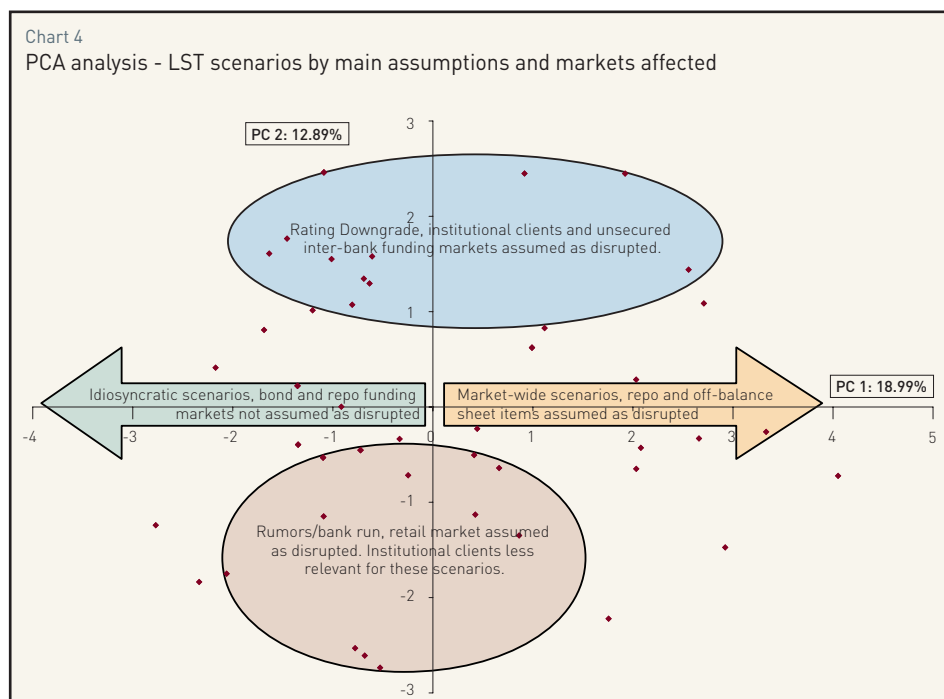 Chart 4
PCA analysis - LST scenarios by main assumptions and markets affected
3
PC 2: 12.89%
2
Rating Downgrade, institutional clients and unsecured
inter-bank funding markets assumed as disrupted.
1
Idiosyncratic scenarios, bond and repo funding
markets not assumed as disrupted
Market-wide scenarios, repo and off-balance
sheet items assumed as disrupted
PC 1: 18.99%
-4
-3
-2
-1
0
1
2
3
4
5
-1
Rumors/bank run, retail market assumed
as disrupted. Institutional clients less
relevant for these scenarios.
-2
-3